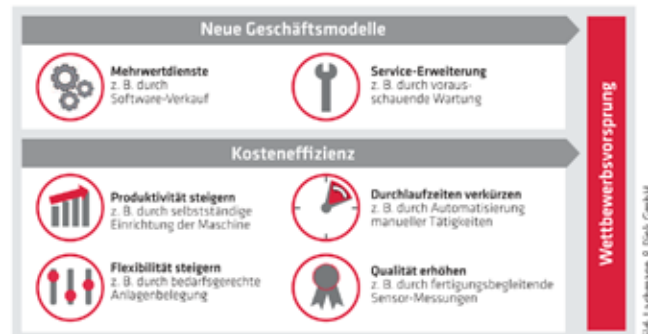 Neue Geschäftsmodelle
Mehrwertdienste
z. B. durch
Software-Verkauf
Service-Erweiterung
z. B. durch voraus-
schauende Wartung
Kosteneffizienz
Produktivität steigern
z. B. durch selbstständige
Einrichtung der Maschine
Durchlaufzeiten verkürzen
z. B. durch Automatisierung
manueller Tätigkeiten
Flexibilität steigern
z. B. durch bedarfsgerechte
Anlagenbelegung
Qualität erhöhen
z. B. durch fertigungsbegleitende
Sensor-Messungen
Wettbewerbsvorsprung
GmbH